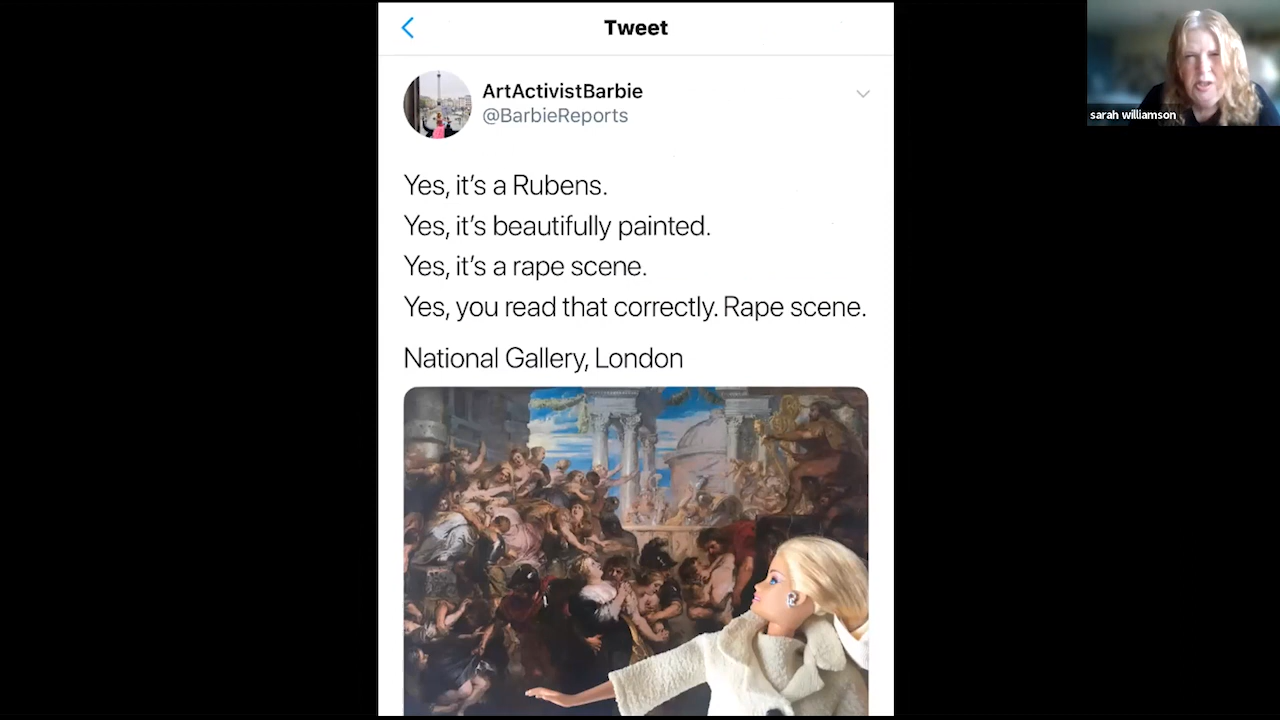 Tweet
ArtActivistBarbie
@BarbieReports
Yes, it's a Rubens.
Yes, it's beautifully painted.
Yes, it's a rape scene.
Yes, you read that correctly. Rape scene.
National Gallery, London
sarah williamson